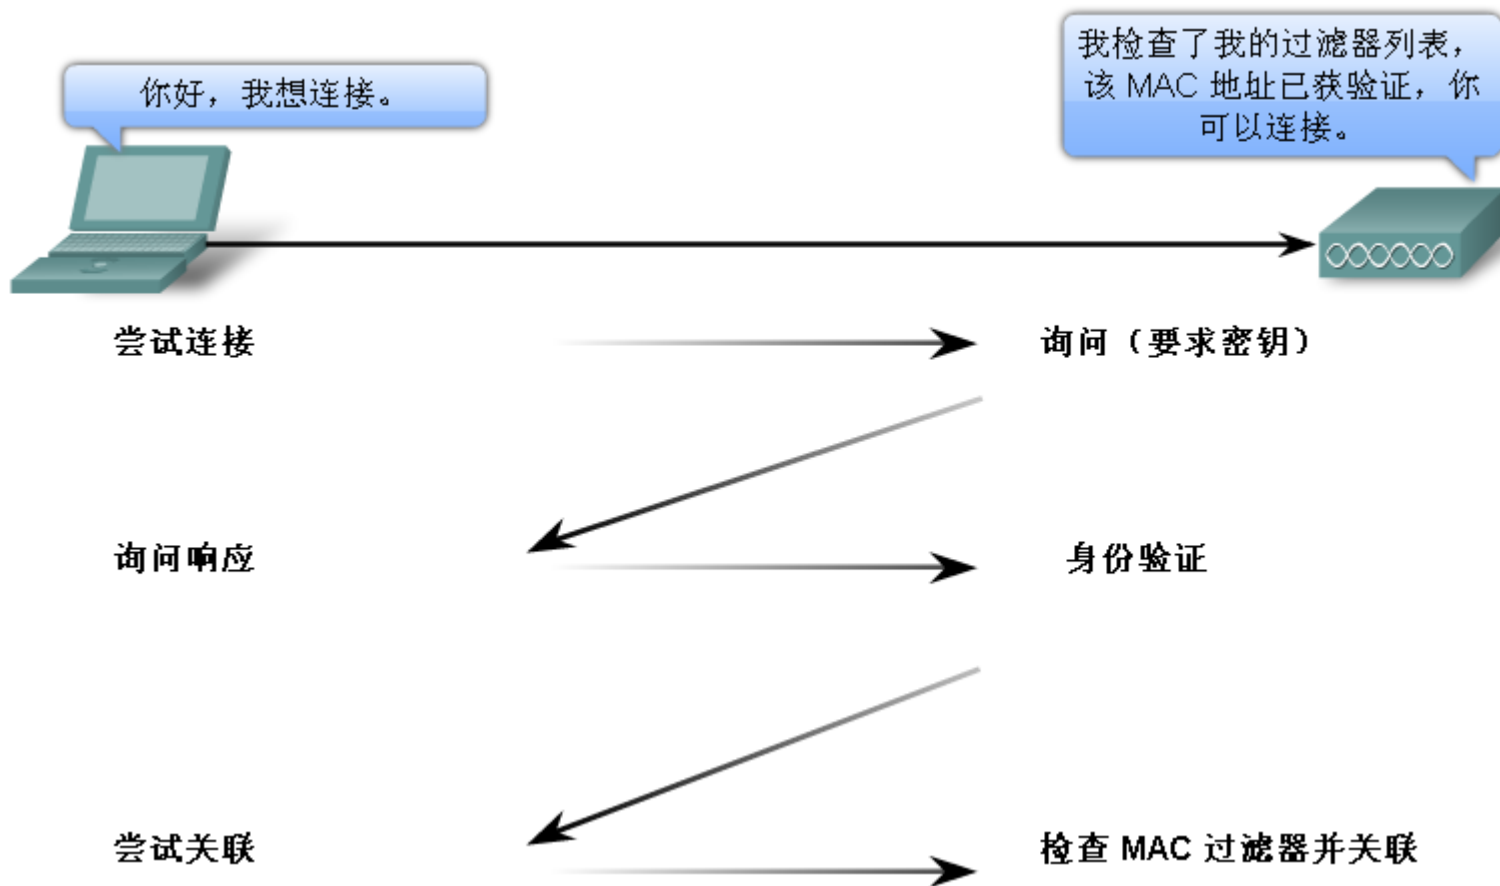 你好，我想连接。
我检查了我的过滤器列表，
该 MAC 地址已获验证，你
可以连接。
尝试连接
询问（要求密钥）
询问响应
身份验证
尝试关联
检查 MAC 过滤器并关联